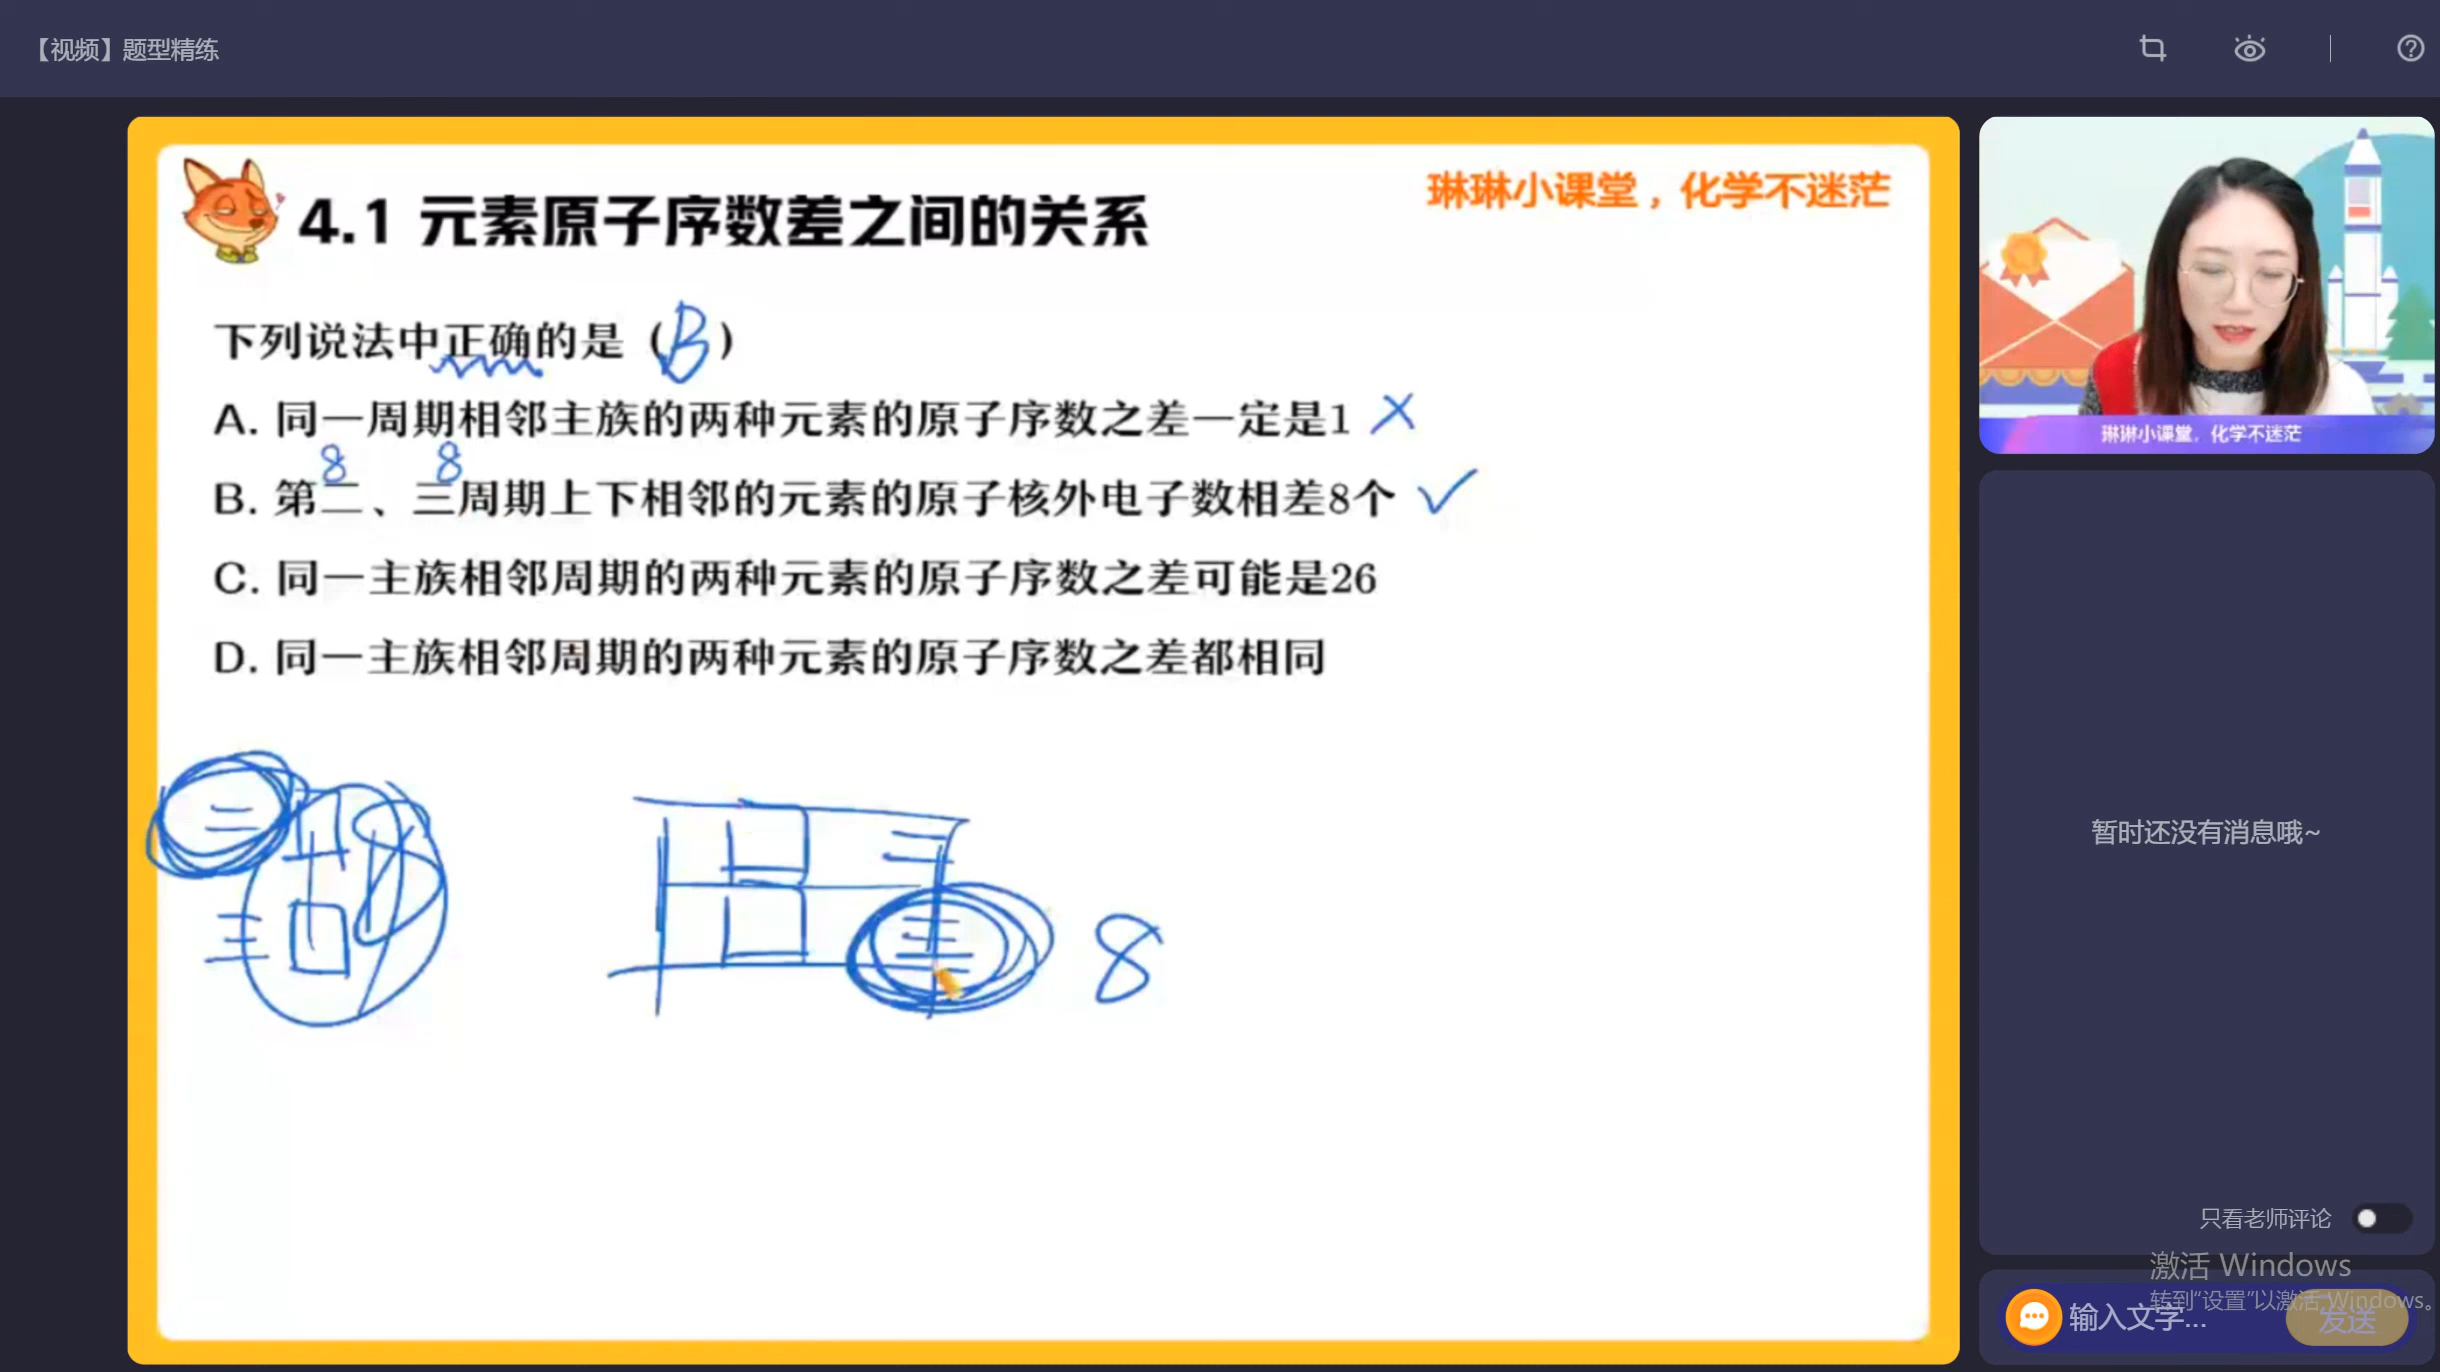 【视频】题型精练
4.1 元素原子序数差之间的关系
琳琳小课堂，化学不迷茫
下列说法中正确的是（B）
A. 同一周期相邻主族的两种元素的原子序数之差一定是1 ×
8 8
B. 第二、三周期上下相邻的元素的原子核外电子数相差8个 ✓
C. 同一主族相邻周期的两种元素的原子序数之差可能是26
D. 同一主族相邻周期的两种元素的原子序数之差都相同
二 8
三
二
三 8
琳琳小课堂，化学不迷茫
暂时还没有消息哦~
只看老师评论
激活 Windows
转到“设置”以激活 Windows。
输入文字...
发送